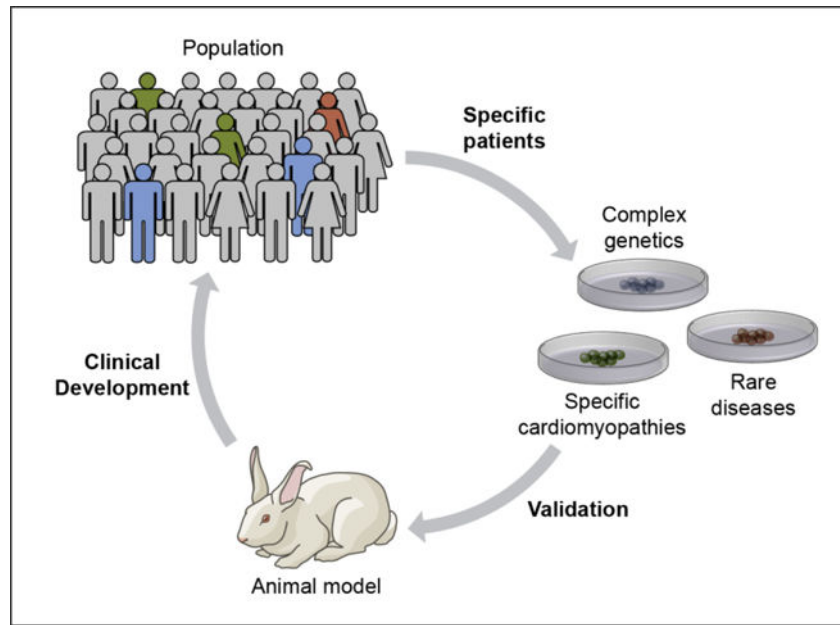 Population
Specific
patients
Complex
genetics
Rare
diseases
Specific
cardiomyopathies
Validation
Animal model
Clinical
Development